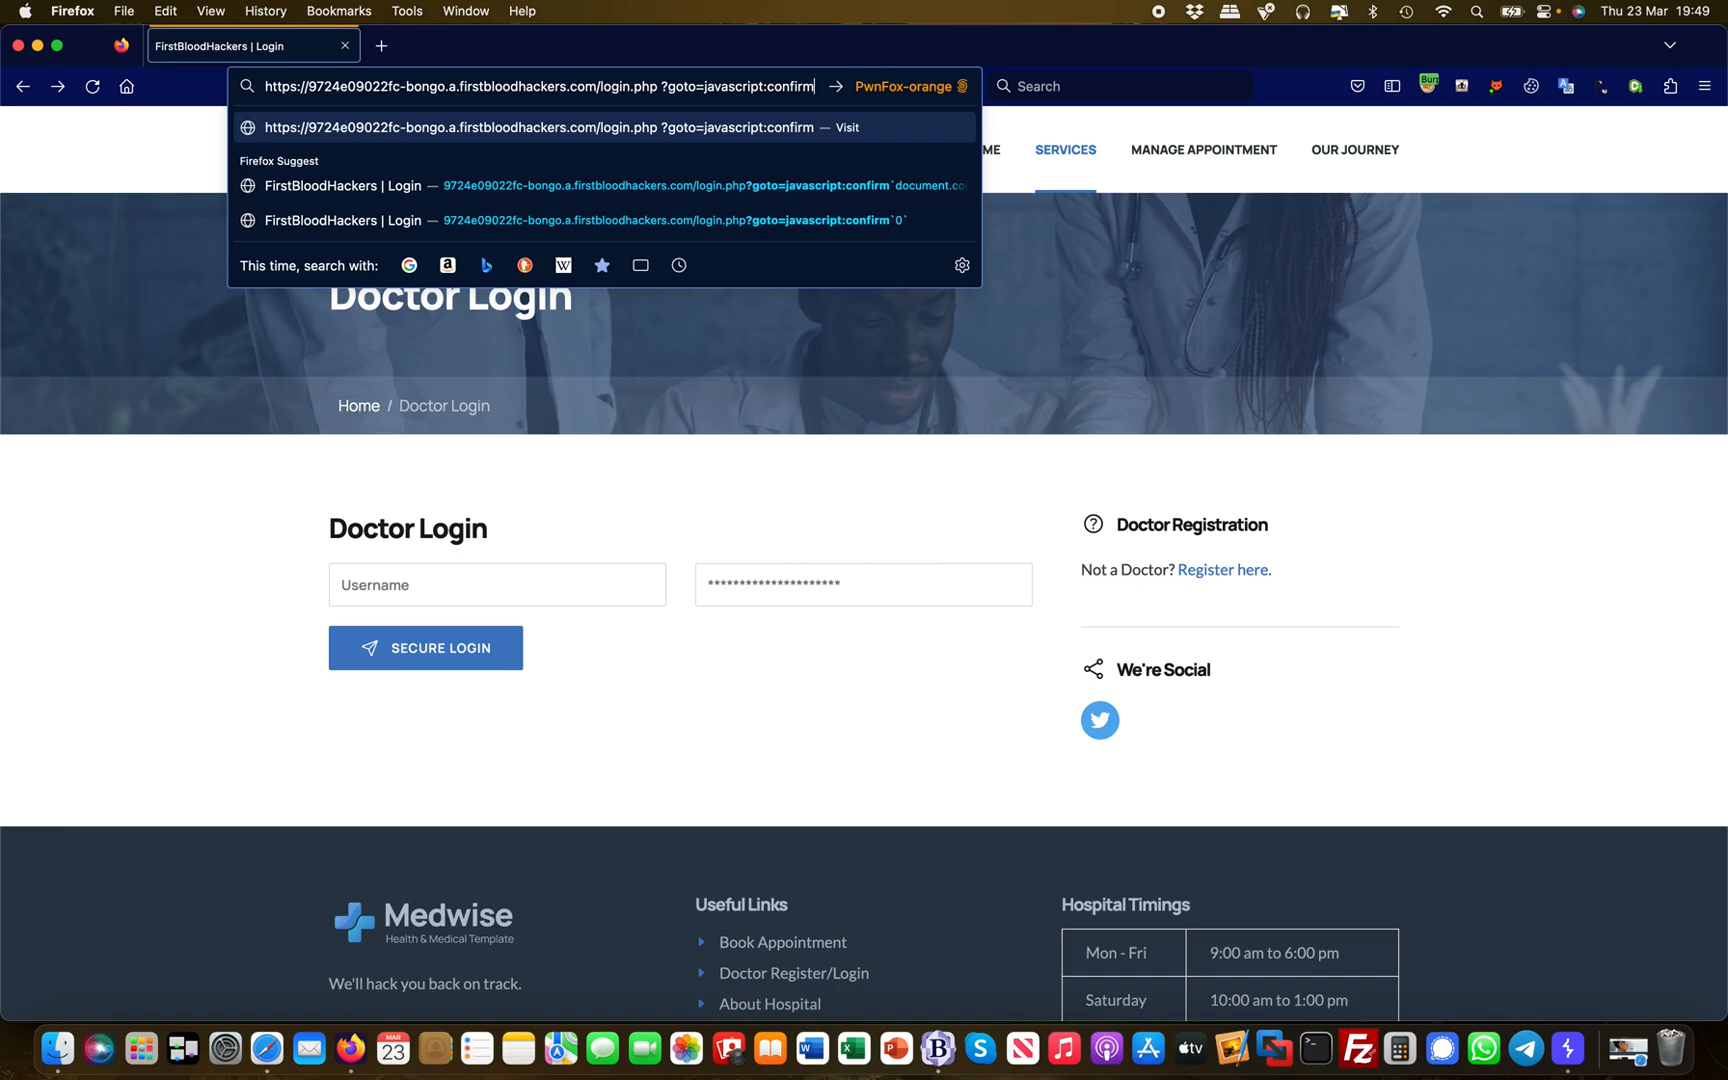 Firefox File Edit View History Bookmarks Tools Window Help Thu 23 Mar 19:49
FirstBloodHackers | Login
https://9724e09022fc-bongo.a.firstbloodhackers.com/login.php ?goto=javascript:confirm PwnFox-orange Search Burp
https://9724e09022fc-bongo.a.firstbloodhackers.com/login.php ?goto=javascript:confirm — Visit
Firefox Suggest
FirstBloodHackers | Login — 9724e09022fc-bongo.a.firstbloodhackers.com/login.php?goto=javascript:confirm`document.co
FirstBloodHackers | Login — 9724e09022fc-bongo.a.firstbloodhackers.com/login.php?goto=javascript:confirm`0`
This time, search with:
ME SERVICES MANAGE APPOINTMENT OUR JOURNEY
Doctor Login
Home / Doctor Login
Doctor Login
Username
*********************
SECURE LOGIN
Doctor Registration
Not a Doctor? Register here.
We're Social
Medwise
Health & Medical Template
We'll hack you back on track.
Useful Links
Book Appointment
Doctor Register/Login
About Hospital
Hospital Timings
Mon - Fri 9:00 am to 6:00 pm
Saturday 10:00 am to 1:00 pm
MAR
23
tv